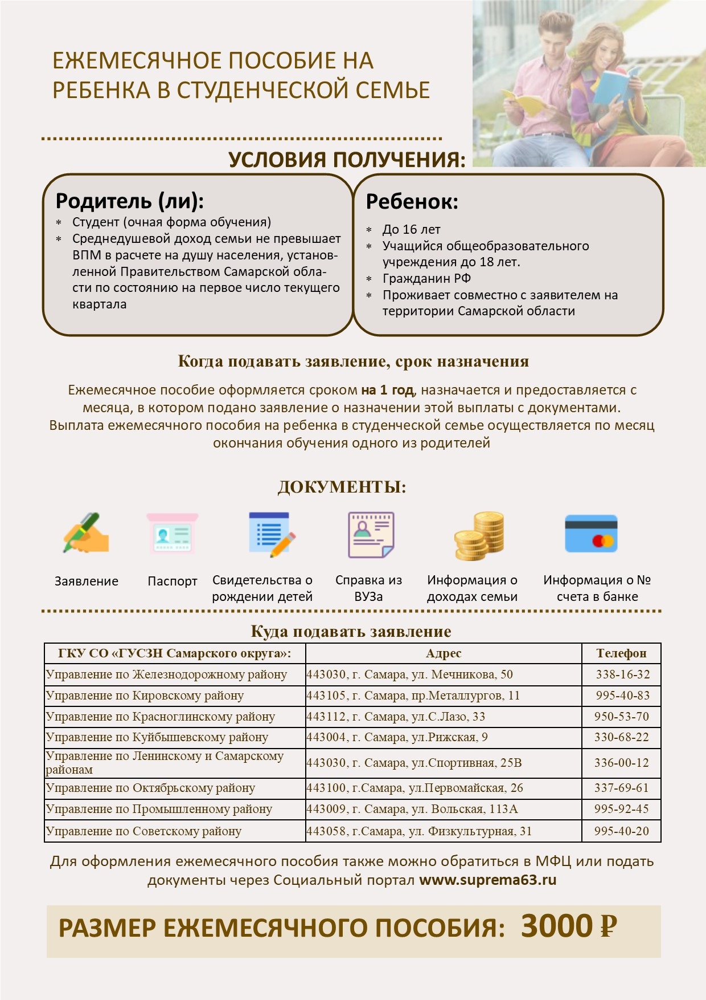 ЕЖЕМЕСЯЧНОЕ ПОСОБИЕ НА
РЕБЕНКА В СТУДЕНЧЕСКОЙ СЕМЬЕ
УСЛОВИЯ ПОЛУЧЕНИЯ:
Родитель (ли):
* Студент (очная форма обучения)
* Среднедушевой доход семьи не превышает
ВПМ в расчете на душу населения, установ-
ленной Правительством Самарской обла-
сти по состоянию на первое число текущего
квартала
Ребенок:
* До 16 лет
* Учащийся общеобразовательного
учреждения до 18 лет.
* Гражданин РФ
* Проживает совместно с заявителем на
территории Самарской области
Когда подавать заявление, срок назначения
Ежемесячное пособие оформляется сроком на 1 год, назначается и предоставляется с
месяца, в котором подано заявление о назначении этой выплаты с документами.
Выплата ежемесячного пособия на ребенка в студенческой семье осуществляется по месяц
окончания обучения одного из родителей
ДОКУМЕНТЫ:
Заявление
Паспорт
Свидетельства о
рождении детей
Справка из
ВУЗа
Информация о
доходах семьи
Информация о №
счета в банке
Куда подавать заявление
ГКУ СО «ГУСЗН Самарского округа»: Адрес Телефон
Управление по Железнодорожному району 443030, г. Самара, ул. Мечникова, 50 338-16-32
Управление по Кировскому району 443105, г. Самара, пр.Металлургов, 11 995-40-83
Управление по Красноглинскому району 443112, г. Самара, ул.С.Лазо, 33 950-53-70
Управление по Куйбышевскому району 443004, г. Самара, ул.Рижская, 9 330-68-22
Управление по Ленинскому и Самарскому
районам 443030, г. Самара, ул.Спортивная, 25В 336-00-12
Управление по Октябрьскому району 443100, г.Самара, ул.Первомайская, 26 337-69-61
Управление по Промышленному району 443009, г. Самара, ул. Вольская, 113А 995-92-45
Управление по Советскому району 443058, г.Самара, ул. Физкультурная, 31 995-40-20
Для оформления ежемесячного пособия также можно обратиться в МФЦ или подать
документы через Социальный портал www.suprema63.ru
РАЗМЕР ЕЖЕМЕСЯЧНОГО ПОСОБИЯ: 3000 ₽